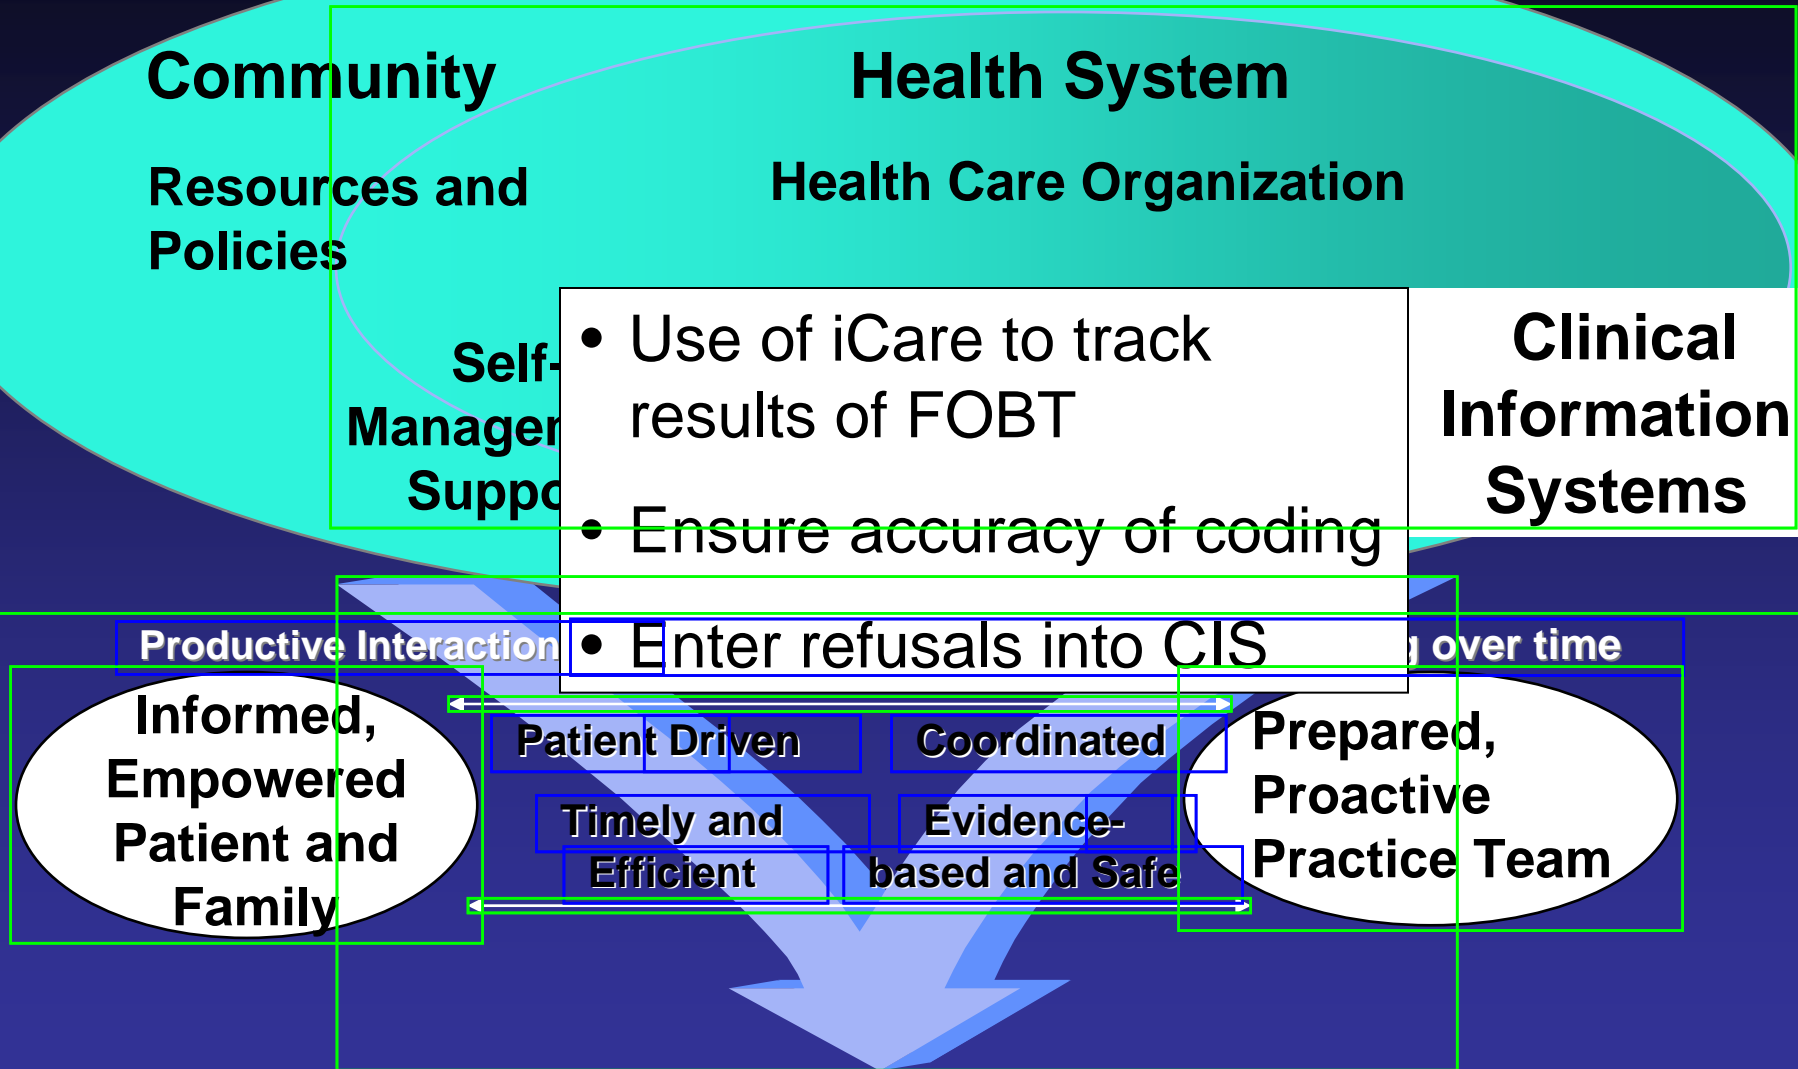 Community
Health System
Resources and
Policies
Health Care Organization
Self-
• Use of iCare to track
results of FOBT
• Ensure accuracy of coding
• Enter refusals into CIS
Clinical
Information
Systems
Productive Interaction
over time
Informed,
Empowered
Patient and
Family
Patient Driven
Coordinated
Timely and
Efficient
Evidence-
based and Safe
Prepared,
Proactive
Practice Team